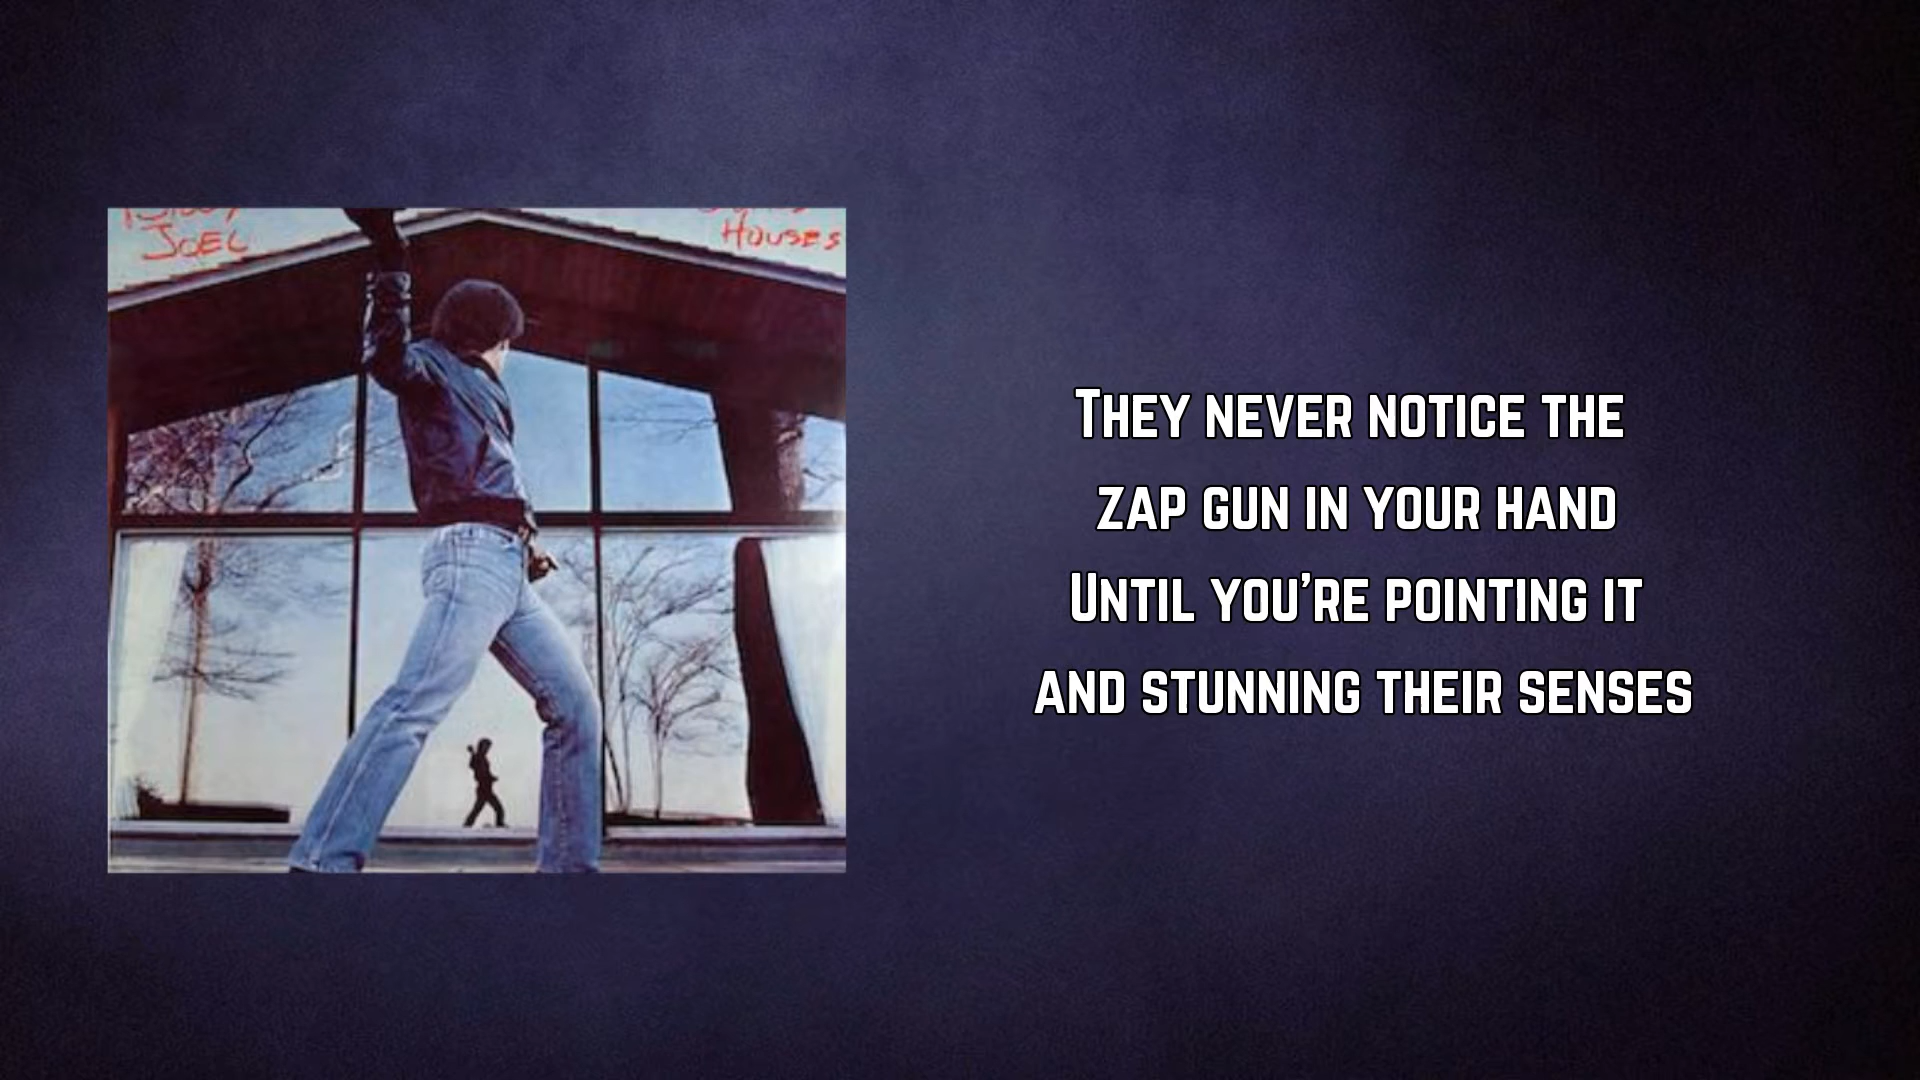 JOEL
HOUSES
THEY NEVER NOTICE THE
ZAP GUN IN YOUR HAND
UNTIL YOU'RE POINTING IT
AND STUNNING THEIR SENSES